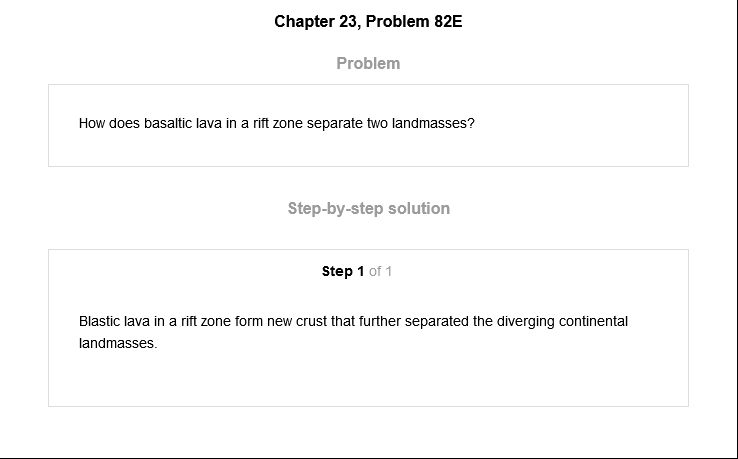 Chapter 23, Problem 82E
Problem
How does basaltic lava in a rift zone separate two landmasses?
Step-by-step solution
Step 1 of 1
Blastic lava in a rift zone form new crust that further separated the diverging continental
landmasses.